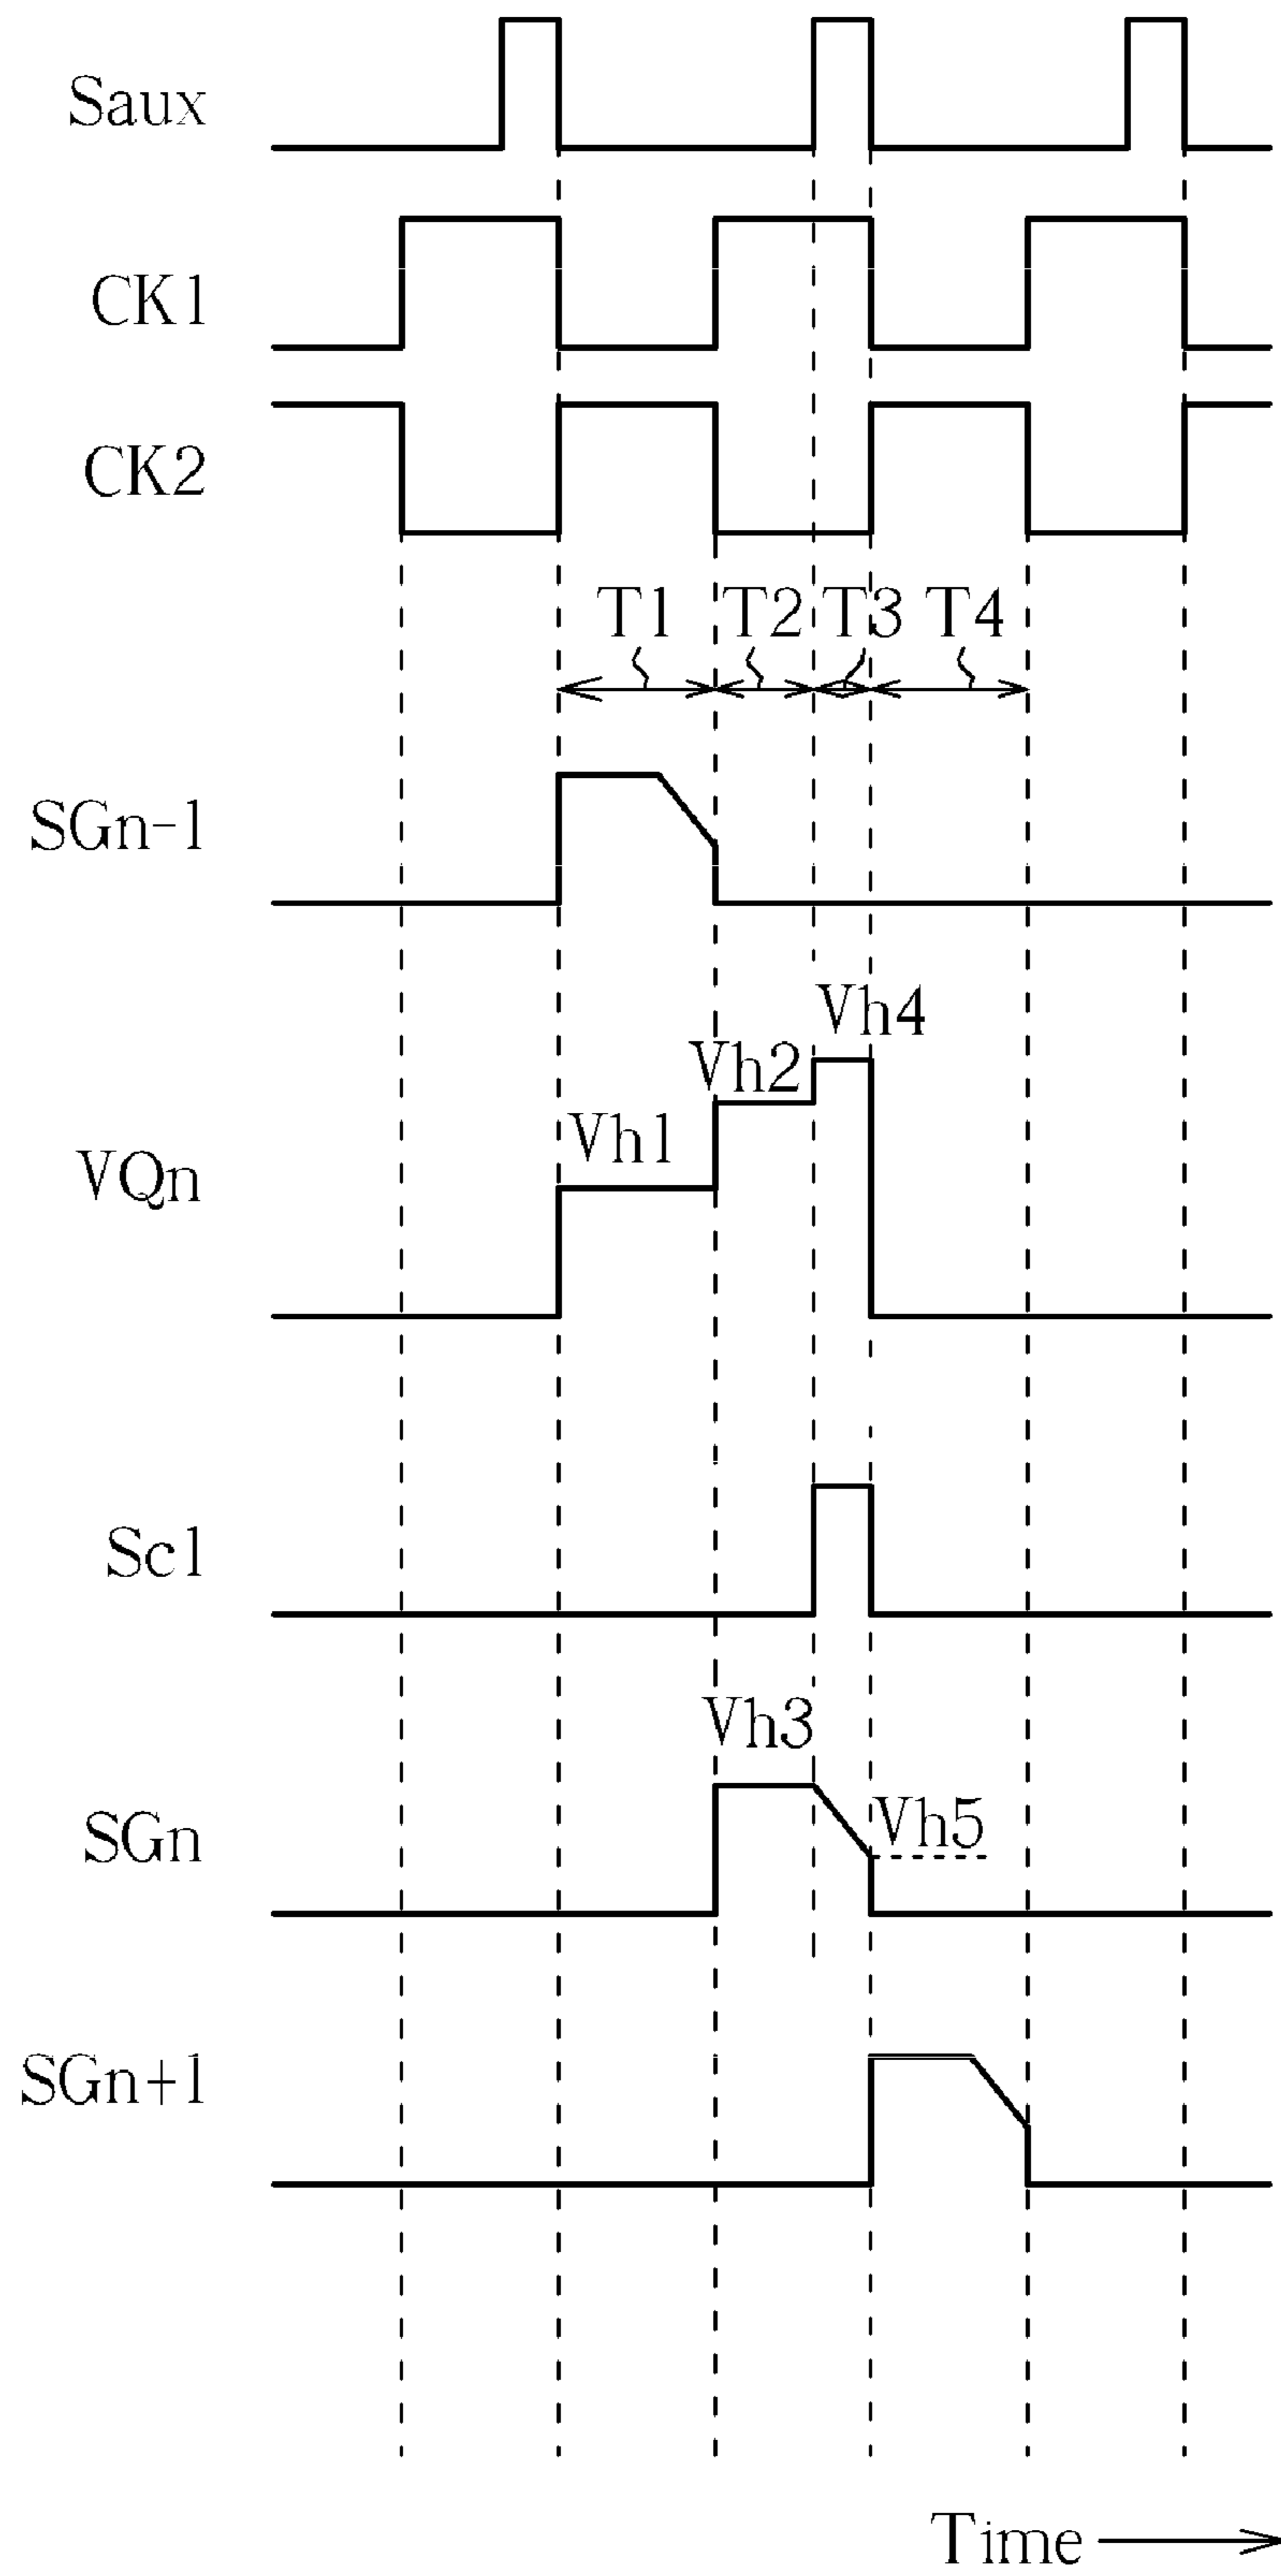 Saux
CK1
CK2
T1 T2 T3 T4
SGn-1
Vh4
Vh2
Vh1
VQn
Sc1
Vh3
Vh5
SGn
SGn+1
Time